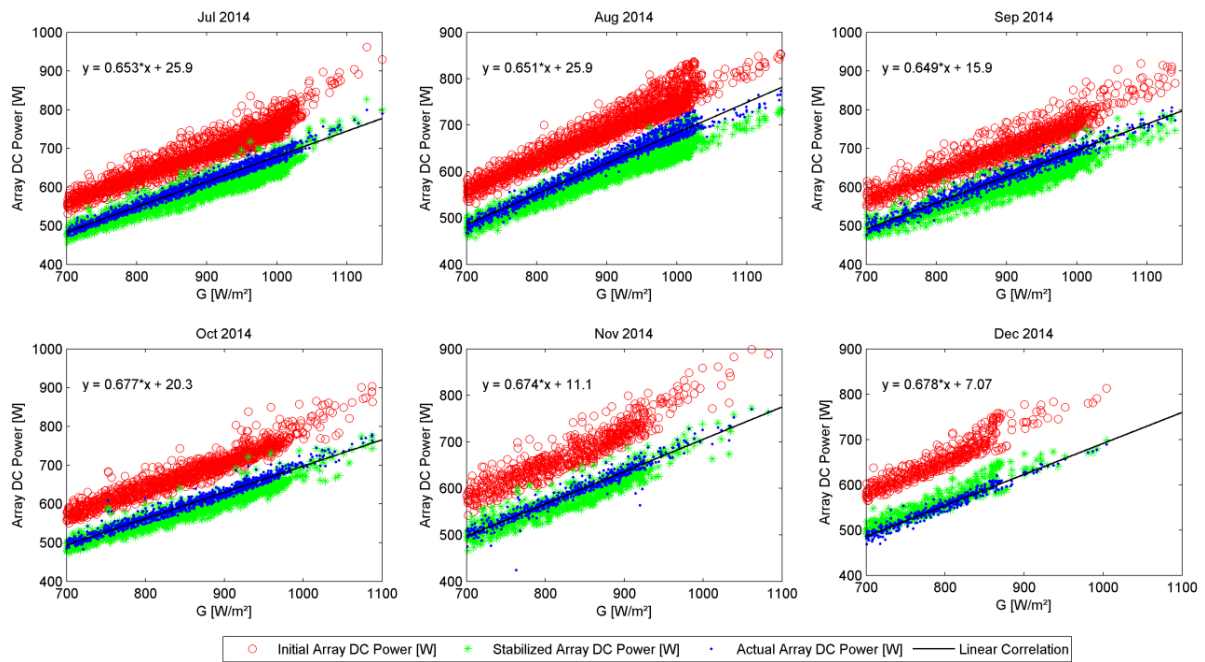 Jul 2014
Aug 2014
Sep 2014
1000
900
800
700
600
500
400
Array DC Power [W]
y = 0.653*x + 25.9
700 800 900 1000 1100
G [W/m²]
900
800
700
600
500
400
Array DC Power [W]
y = 0.651*x + 25.9
700 800 900 1000 1100
G [W/m²]
1000
900
800
700
600
500
400
Array DC Power [W]
y = 0.649*x + 15.9
700 800 900 1000 1100
G [W/m²]
Oct 2014
Nov 2014
Dec 2014
1000
900
800
700
600
500
400
Array DC Power [W]
y = 0.677*x + 20.3
700 800 900 1000 1100
G [W/m²]
900
800
700
600
500
400
Array DC Power [W]
y = 0.674*x + 11.1
700 800 900 1000 1100
G [W/m²]
900
800
700
600
500
400
Array DC Power [W]
y = 0.678*x + 7.07
700 800 900 1000 1100
G [W/m²]
Initial Array DC Power [W] Stabilized Array DC Power [W] Actual Array DC Power [W] Linear Correlation